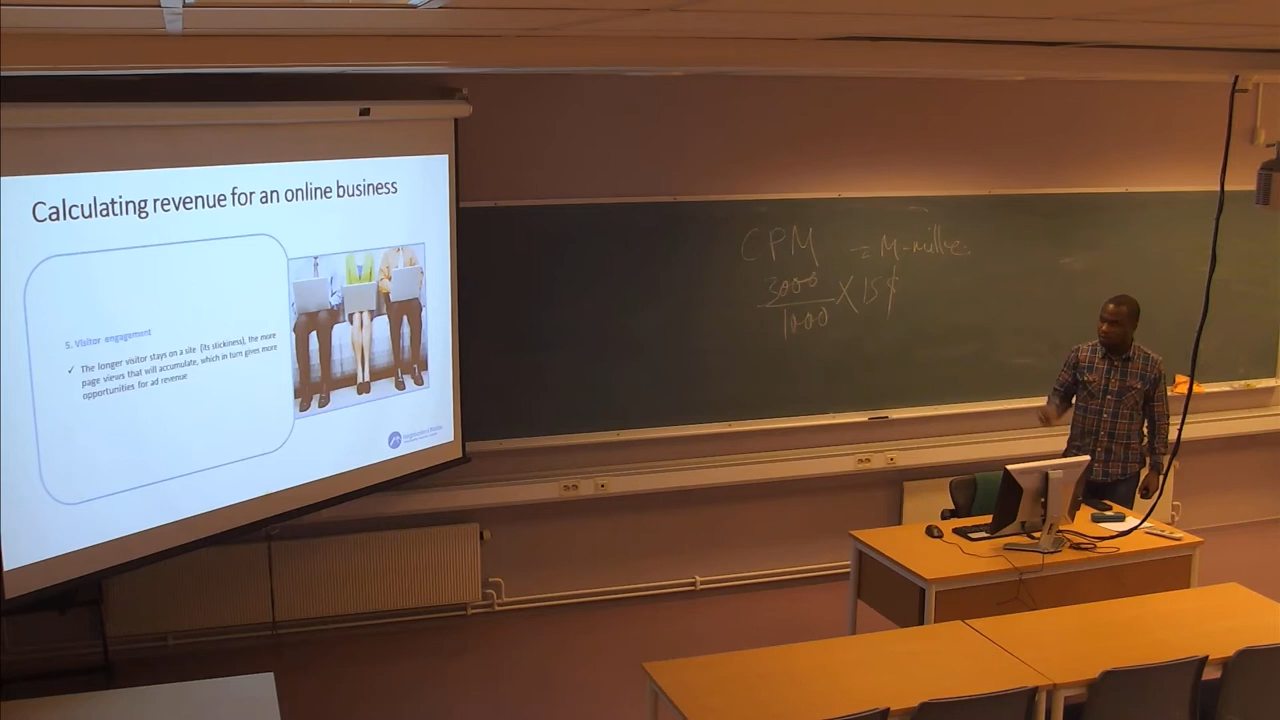 Calculating revenue for an online business
5. Visitor engagement
✓ The longer visitor stays on a site (its stickiness), the more
page views that will accumulate, which in turn gives more
opportunities for ad revenue
CPM = M-mille.
3000
1000
X 15 $